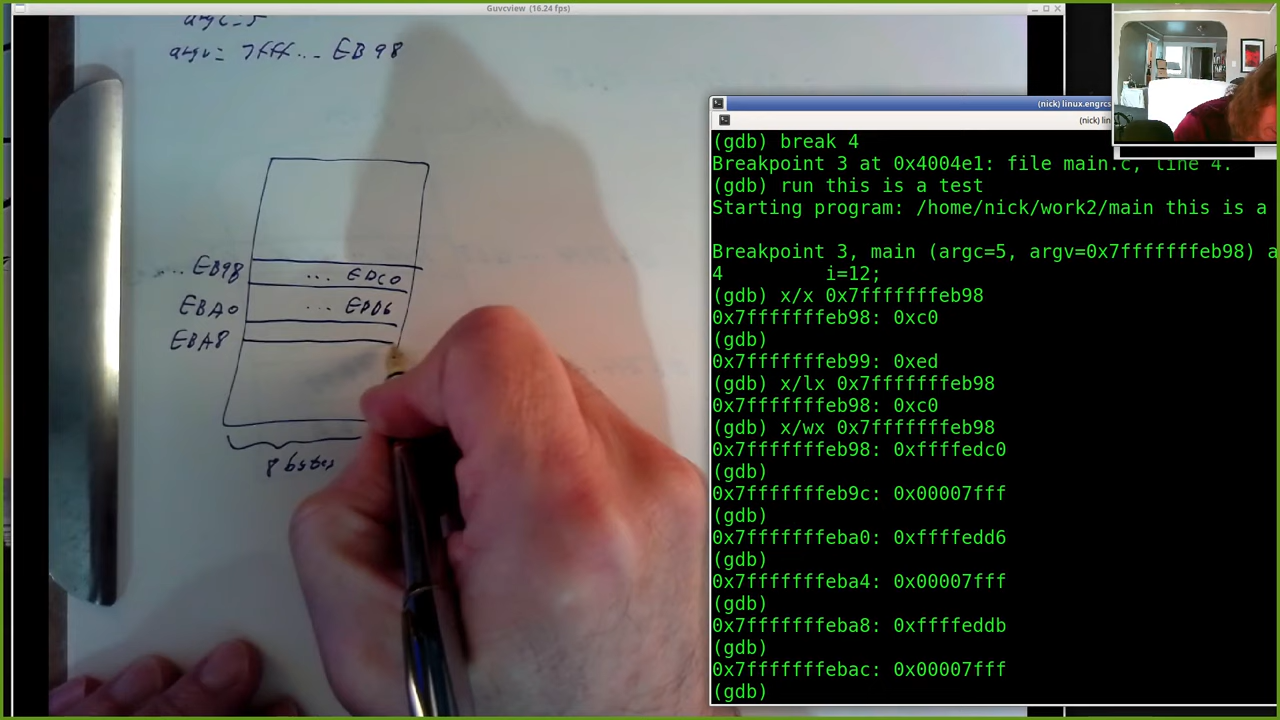 Guvcview (16.24 fps)
argc=5
argv= 7fff... EB98
... EB98
... EDC0
EBA0
... EDD6
EBA8
8 bytes
(nick) linux.engrcs
(nick) lin
(gdb) break 4
Breakpoint 3 at 0x4004e1: file main.c, line 4.
(gdb) run this is a test
Starting program: /home/nick/work2/main this is a
Breakpoint 3, main (argc=5, argv=0x7fffffffeb98) a
4 i=12;
(gdb) x/x 0x7fffffffeb98
0x7fffffffeb98: 0xc0
(gdb)
0x7fffffffeb99: 0xed
(gdb) x/lx 0x7fffffffeb98
0x7fffffffeb98: 0xc0
(gdb) x/wx 0x7fffffffeb98
0x7fffffffeb98: 0xffffedc0
(gdb)
0x7fffffffeb9c: 0x00007fff
(gdb)
0x7fffffffeba0: 0xffffedd6
(gdb)
0x7fffffffeba4: 0x00007fff
(gdb)
0x7fffffffeba8: 0xffffeddb
(gdb)
0x7fffffffebac: 0x00007fff
(gdb)